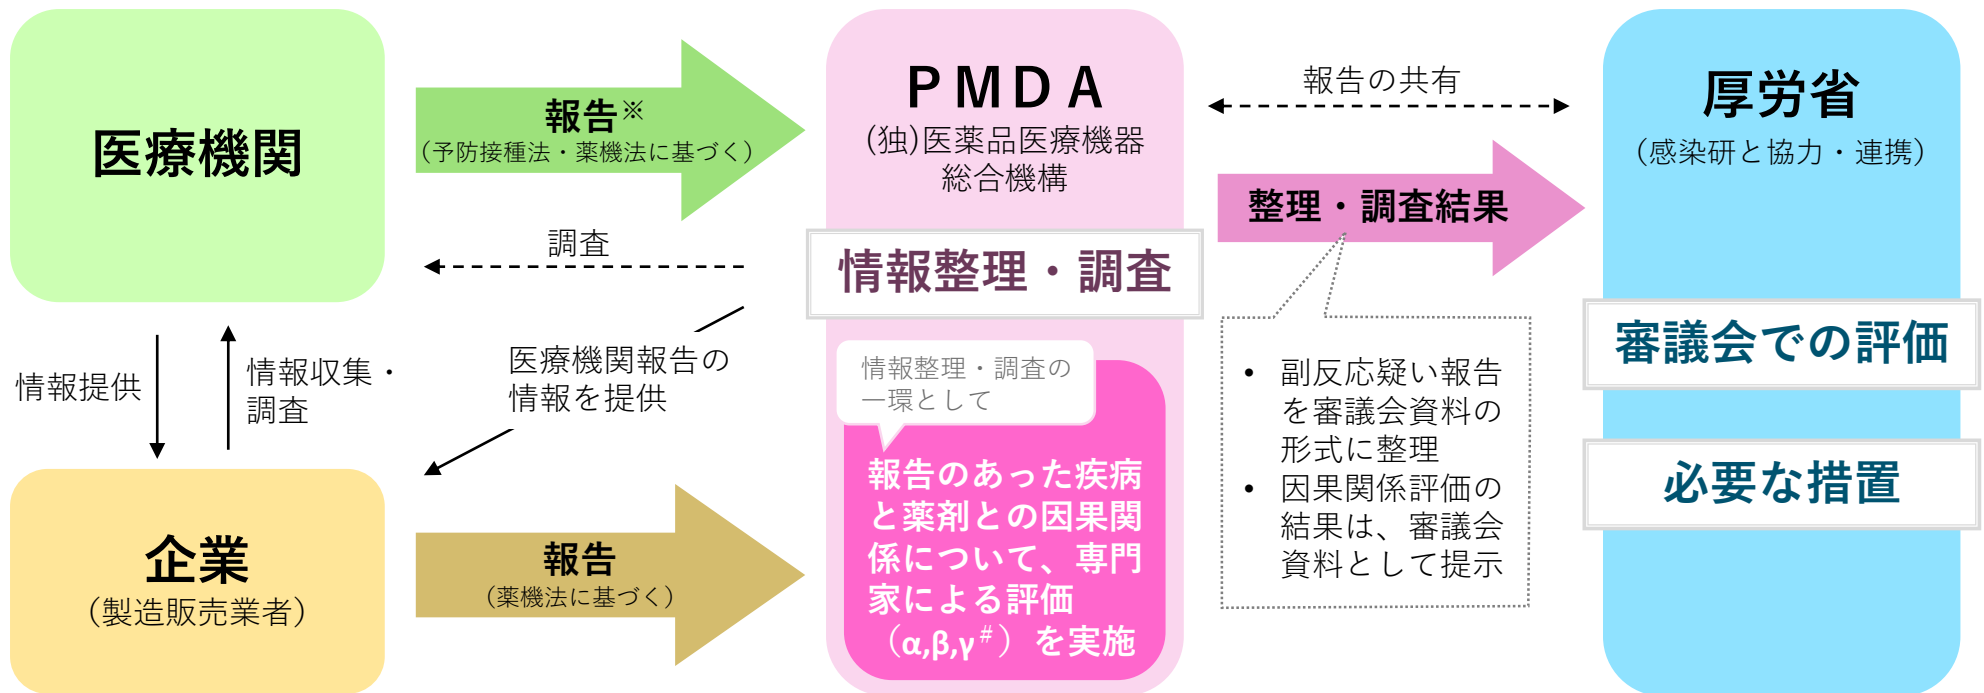 医療機関
報告※
（予防接種法・薬機法に基づく）
調査
情報提供
情報収集・
調査
医療機関報告の
情報を提供
企業
（製造販売業者）
報告
（薬機法に基づく）
ＰＭＤＡ
(独)医薬品医療機器
総合機構
情報整理・調査
情報整理・調査の
一環として
報告のあった疾病
と薬剤との因果関
係について、専門
家による評価
（α,β,γ#）を実施
報告の共有
整理・調査結果
• 副反応疑い報告
を審議会資料の
形式に整理
• 因果関係評価の
結果は、審議会
資料として提示
厚労省
（感染研と協力・連携）
審議会での評価
必要な措置